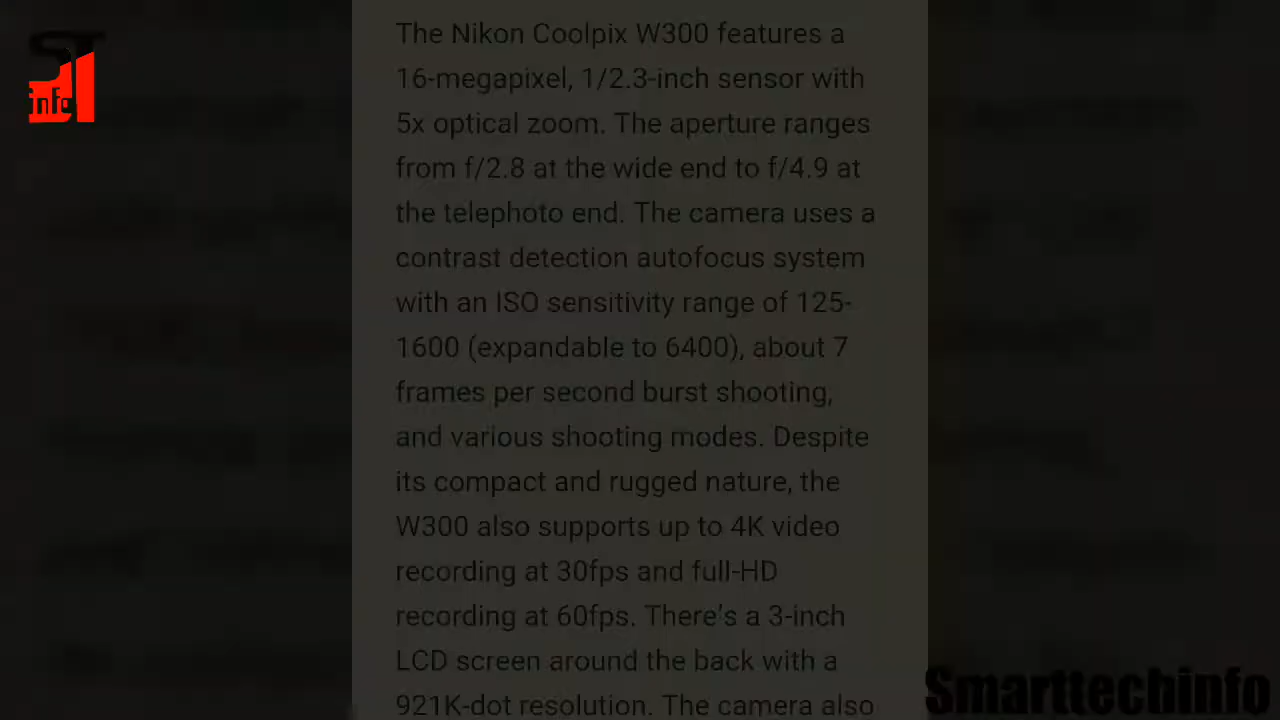 ST
info
The Nikon Coolpix W300 features a
16-megapixel, 1/2.3-inch sensor with
5x optical zoom. The aperture ranges
from f/2.8 at the wide end to f/4.9 at
the telephoto end. The camera uses a
contrast detection autofocus system
with an ISO sensitivity range of 125-
1600 (expandable to 6400), about 7
frames per second burst shooting,
and various shooting modes. Despite
its compact and rugged nature, the
W300 also supports up to 4K video
recording at 30fps and full-HD
recording at 60fps. There's a 3-inch
LCD screen around the back with a
921K-dot resolution. The camera also
Smarttechinfo